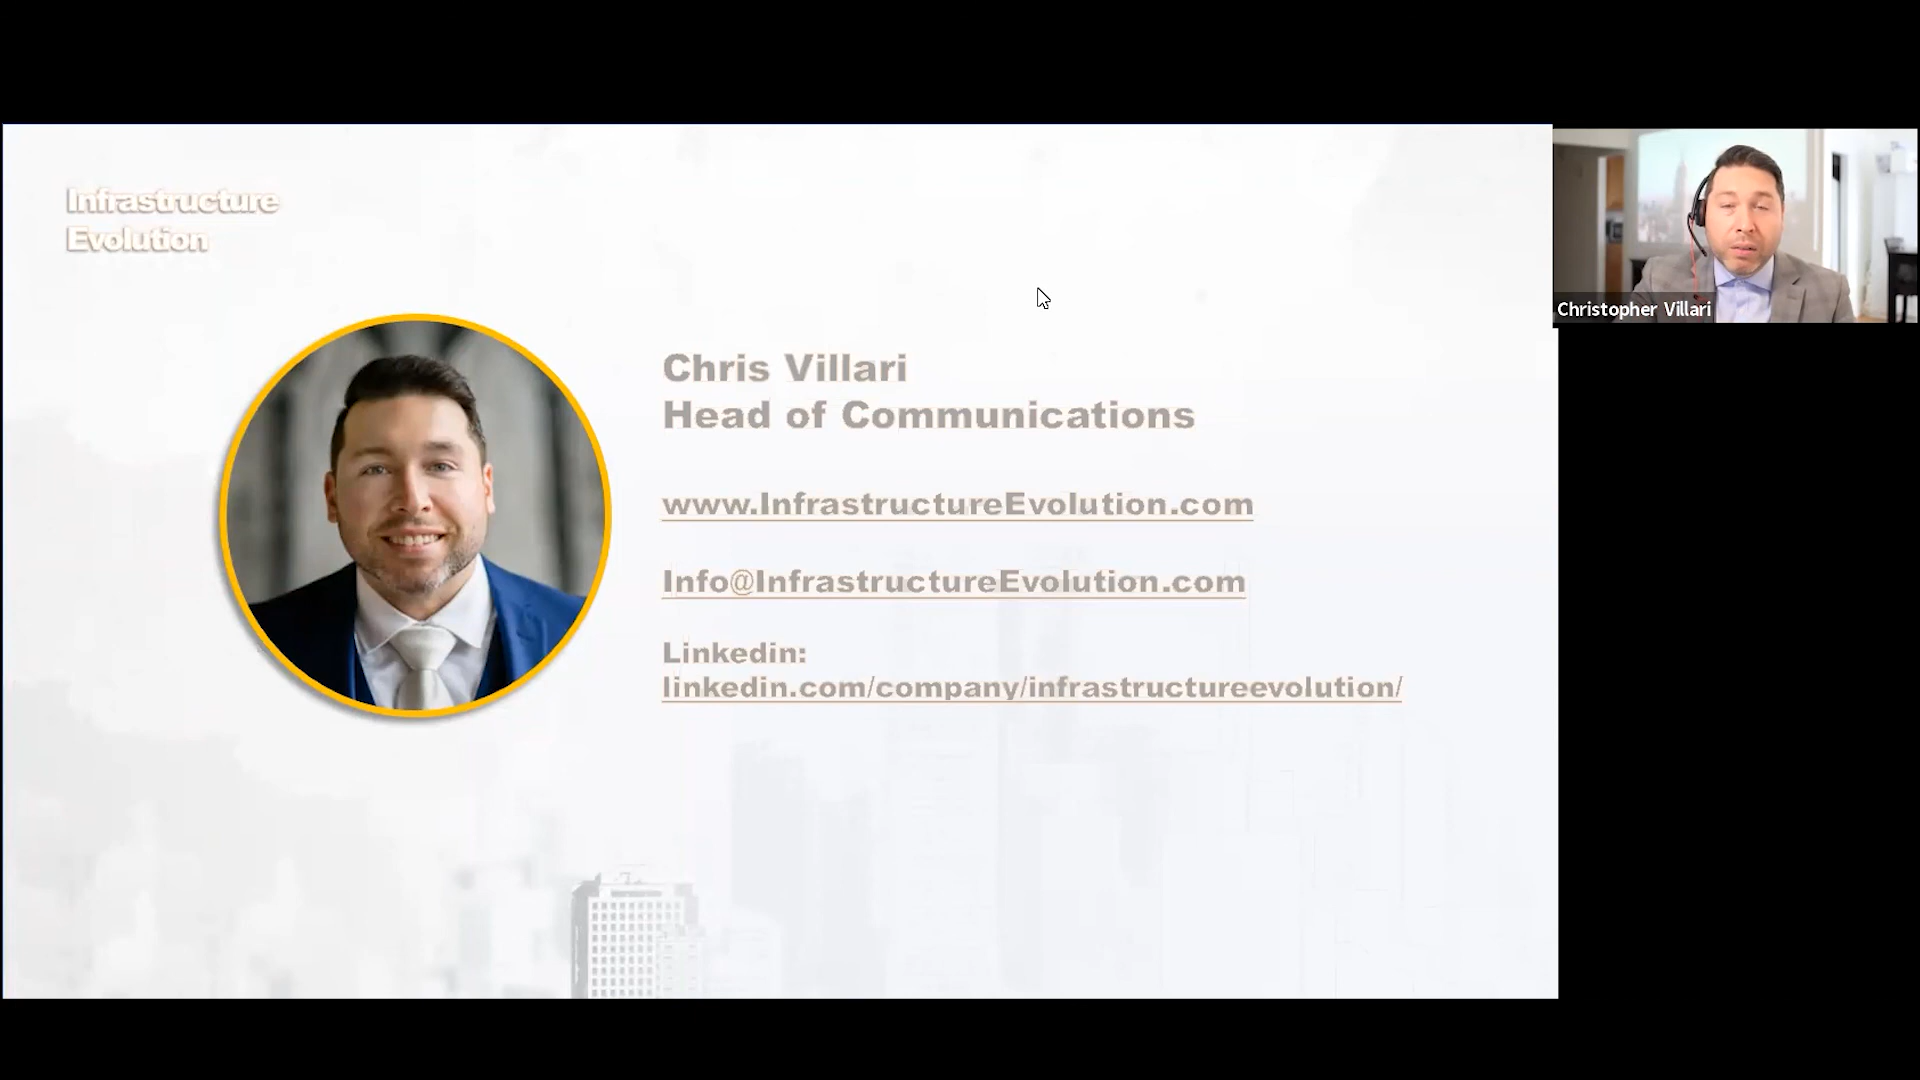 Infrastructure
Evolution
Chris Villari
Head of Communications
www.InfrastructureEvolution.com
Info@InfrastructureEvolution.com
Linkedin:
linkedin.com/company/infrastructureevolution/
Christopher Villari